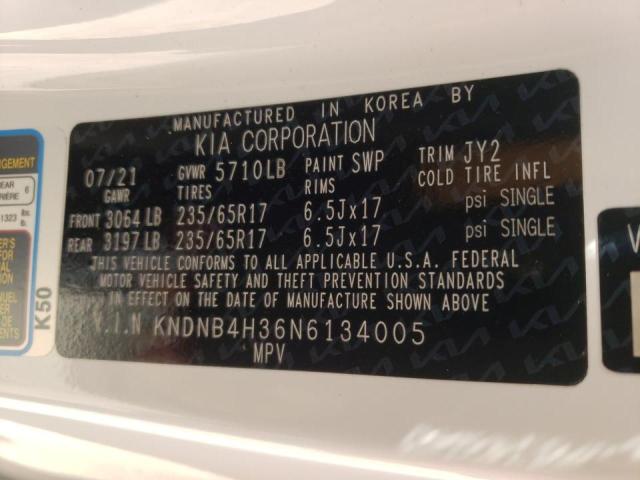 MANUFACTURED IN KOREA BY
KIA CORPORATION
07/21 GVWR 5710LB PAINT SWP TRIM JY2
GAWR TIRES RIMS COLD TIRE INFL
FRONT 3064 LB 235/65R17 6.5Jx17 psi SINGLE
REAR 3197 LB 235/65R17 6.5Jx17 psi SINGLE
THIS VEHICLE CONFORMS TO ALL APPLICABLE U.S.A. FEDERAL
MOTOR VEHICLE SAFETY AND THEFT PREVENTION STANDARDS
IN EFFECT ON THE DATE OF MANUFACTURE SHOWN ABOVE
V.I.N KNDNB4H36N6134005
MPV
K50
6
1323 lbs.
V